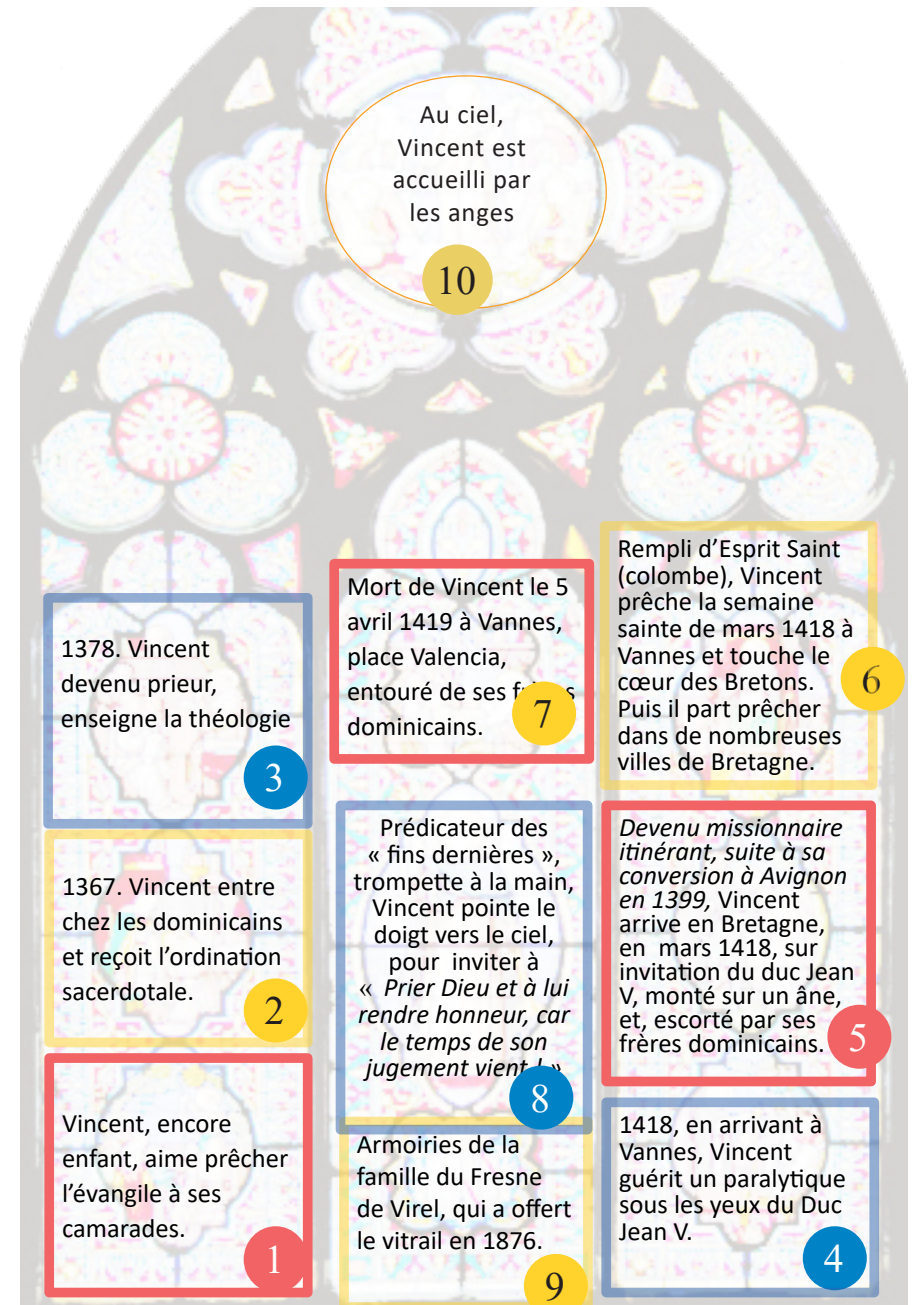 Au ciel,
Vincent est
accueilli par
les anges
10
1378. Vincent
devenu prieur,
enseigne la théologie
3
1367. Vincent entre
chez les dominicains
et reçoit l’ordination
sacerdotale.
2
Vincent, encore
enfant, aime prêcher
l’évangile à ses
camarades.
1
Mort de Vincent le 5
avril 1419 à Vannes,
place Valencia,
entouré de ses frères
dominicains.
7
Prédicateur des
« fins dernières »,
trompette à la main,
Vincent pointe le
doigt vers le ciel,
pour inviter à
« Prier Dieu et à lui
rendre honneur, car
le temps de son
jugement vient ! »
8
Armoiries de la
famille du Fresne
de Virel, qui a offert
le vitrail en 1876.
9
Rempli d’Esprit Saint
(colombe), Vincent
prêche la semaine
sainte de mars 1418 à
Vannes et touche le
cœur des Bretons.
Puis il part prêcher
dans de nombreuses
villes de Bretagne.
6
Devenu missionnaire
itinérant, suite à sa
conversion à Avignon
en 1399, Vincent
arrive en Bretagne,
en mars 1418, sur
invitation du duc Jean
V, monté sur un âne,
et, escorté par ses
frères dominicains.
5
1418, en arrivant à
Vannes, Vincent
guérit un paralytique
sous les yeux du Duc
Jean V.
4